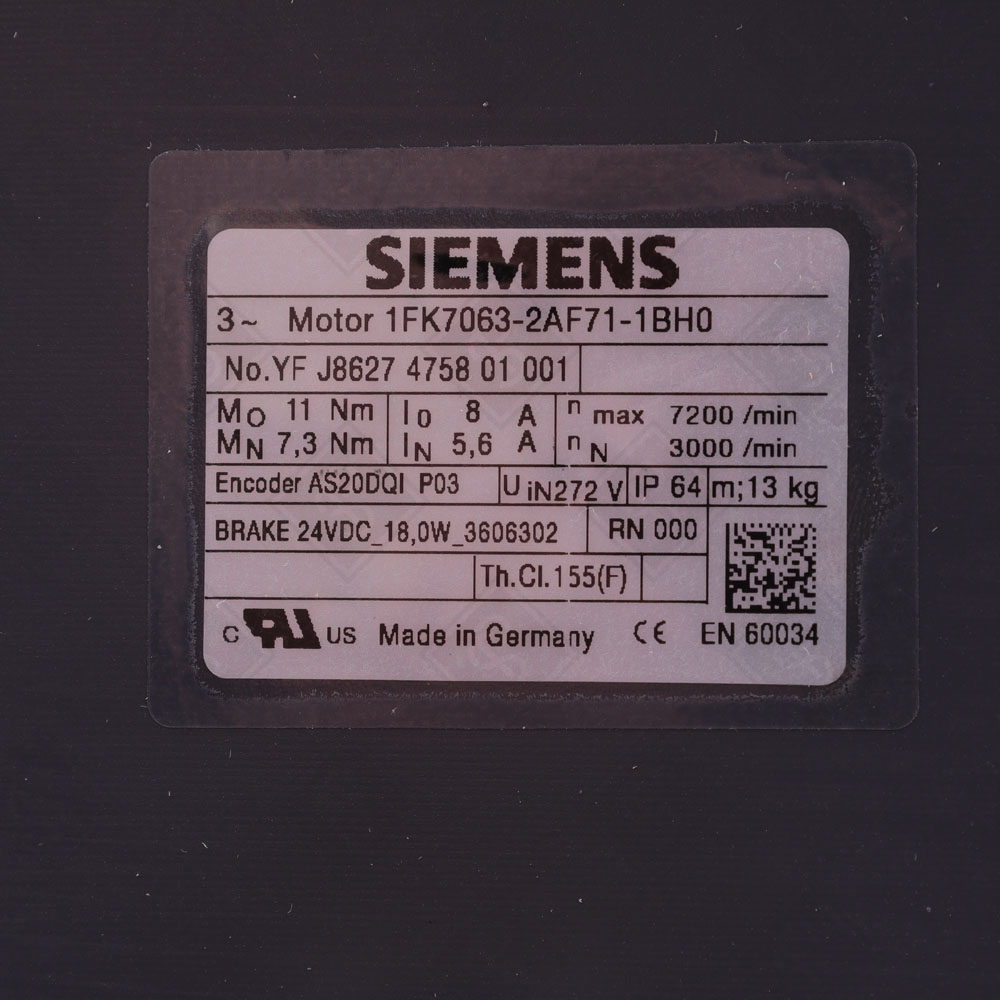 SIEMENS
3~ Motor 1FK7063-2AF71-1BH0
No.YF J8627 4758 01 001
M0 11 Nm I0 8 A n max 7200 /min
MN 7,3 Nm IN 5,6 A n N 3000 /min
Encoder AS20DQI P03 U iN272 V IP 64 m;13 kg
BRAKE 24VDC_18,0W_3606302 RN 000
Th.Cl.155(F)
C RU US Made in Germany CE EN 60034